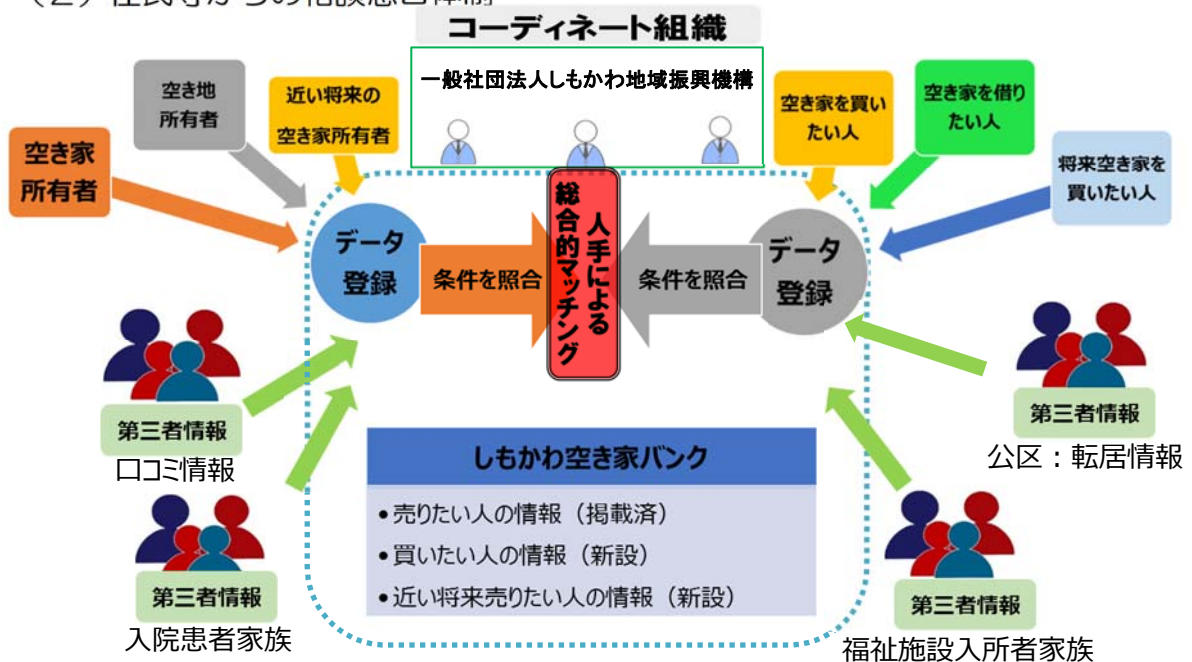 コーディネート組織
一般社団法人しもかわ地域振興機構
空き家
所有者
空き地
所有者
近い将来の
空き家所有者
空き家を買い
たい人
空き家を借り
たい人
将来空き家を
買いたい人
データ
登録
条件を照合
人手による
総合的マッチング
条件を照合
データ
登録
第三者情報
口コミ情報
第三者情報
入院患者家族
第三者情報
公区：転居情報
第三者情報
福祉施設入所者家族
しもかわ空き家バンク
•売りたい人の情報（掲載済）
•買いたい人の情報（新設）
•近い将来売りたい人の情報（新設）